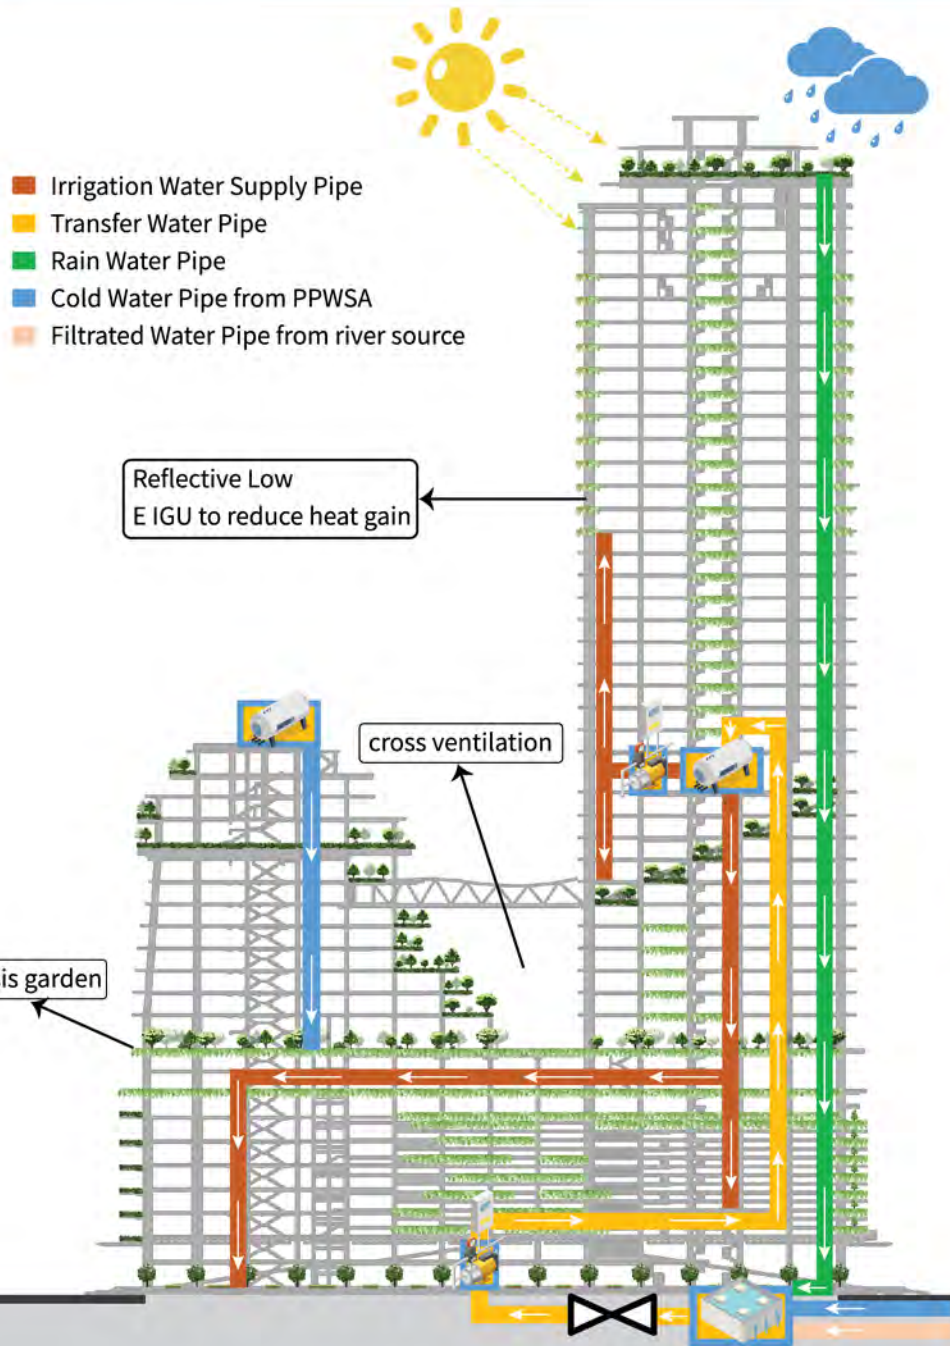 Irrigation Water Supply Pipe
Transfer Water Pipe
Rain Water Pipe
Cold Water Pipe from PPWSA
Filtrated Water Pipe from river source
Reflective Low
E IGU to reduce heat gain
cross ventilation
garden